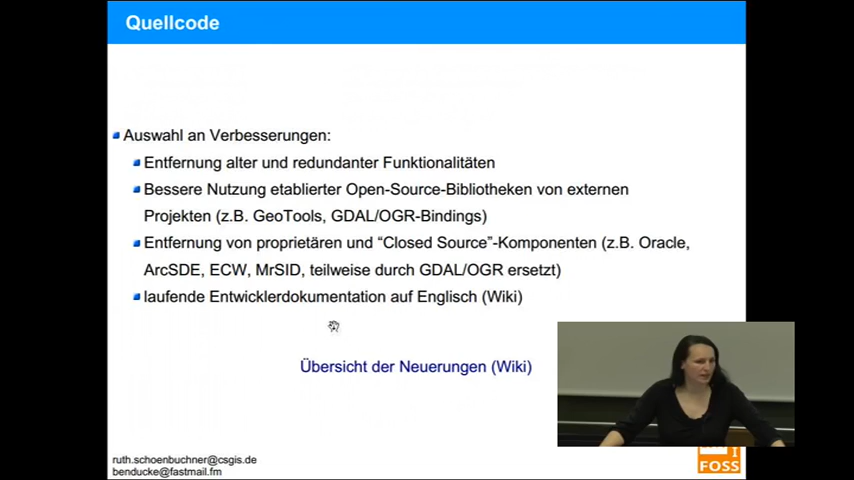 Quellcode
Auswahl an Verbesserungen:
Entfernung alter und redundanter Funktionalitäten
Bessere Nutzung etablierter Open-Source-Bibliotheken von externen
Projekten (z.B. GeoTools, GDAL/OGR-Bindings)
Entfernung von proprietären und “Closed Source”-Komponenten (z.B. Oracle,
ArcSDE, ECW, MrSID, teilweise durch GDAL/OGR ersetzt)
laufende Entwicklerdokumentation auf Englisch (Wiki)
Übersicht der Neuerungen (Wiki)
ruth.schoenbuchner@csgis.de
benducke@fastmail.fm
FOSS